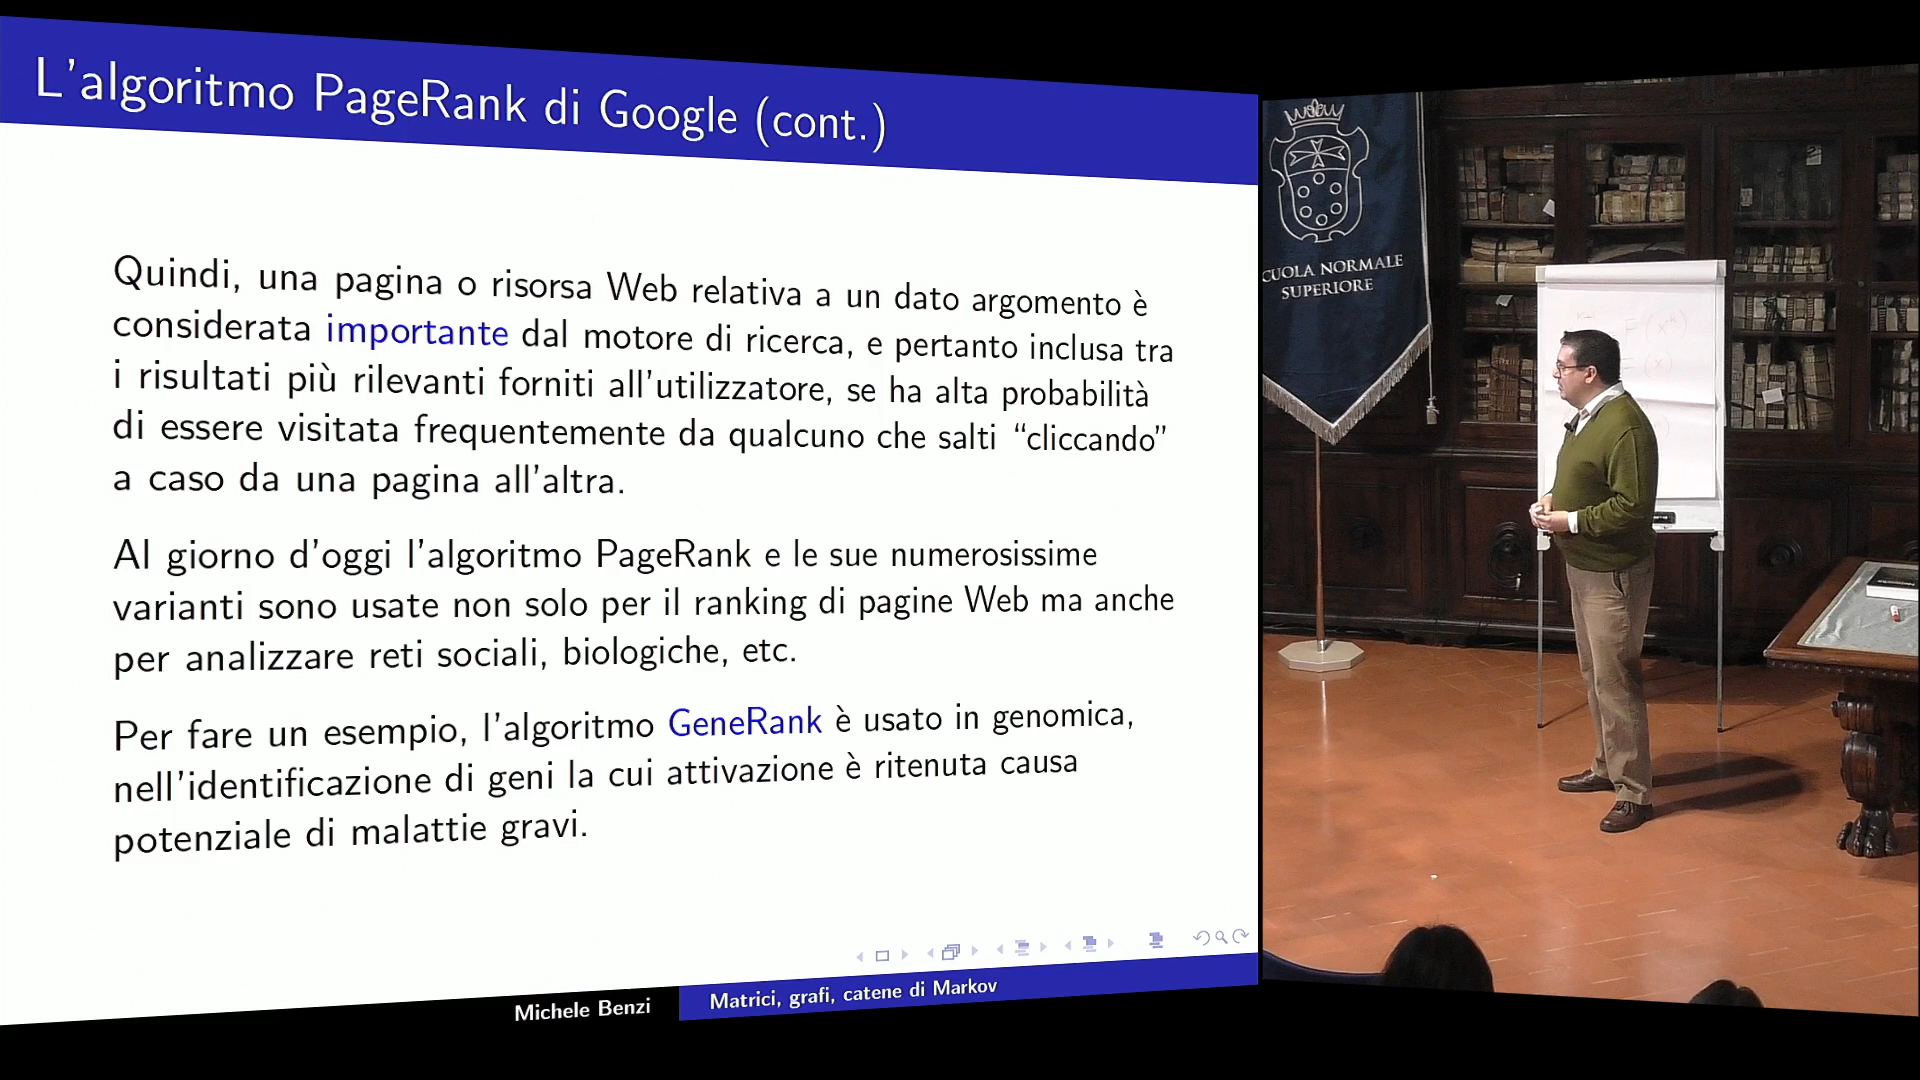 L'algoritmo PageRank di Google (cont.)
Quindi, una pagina o risorsa Web relativa a un dato argomento è
considerata importante dal motore di ricerca, e pertanto inclusa tra
i risultati più rilevanti forniti all'utilizzatore, se ha alta probabilità
di essere visitata frequentemente da qualcuno che salti “cliccando”
a caso da una pagina all'altra.
Al giorno d'oggi l'algoritmo PageRank e le sue numerosissime
varianti sono usate non solo per il ranking di pagine Web ma anche
per analizzare reti sociali, biologiche, etc.
Per fare un esempio, l'algoritmo GeneRank è usato in genomica,
nell'identificazione di geni la cui attivazione è ritenuta causa
potenziale di malattie gravi.
Michele Benzi
Matrici, grafi, catene di Markov
CUOLA NORMALE
SUPERIORE